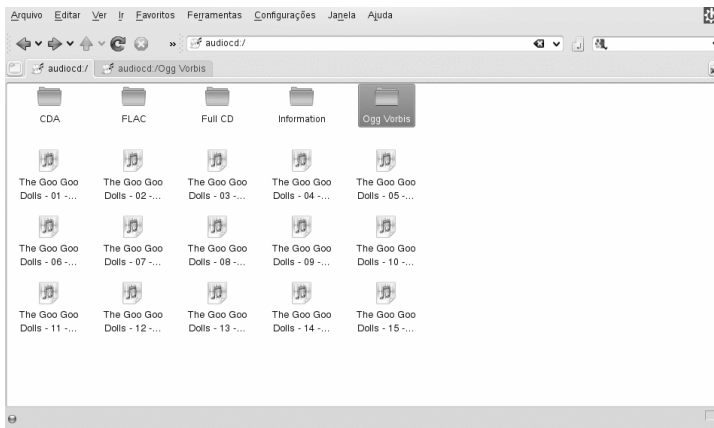 Arquivo Editar Ver Ir Favoritos Ferramentas Configurações Janela Ajuda
» audiocd:/
audiocd:/ audiocd:/Ogg Vorbis
CDA FLAC Full CD Information Ogg Vorbis
The Goo Goo The Goo Goo The Goo Goo The Goo Goo The Goo Goo
Dolls - 01 -... Dolls - 02 -... Dolls - 03 -... Dolls - 04 -... Dolls - 05 -...
The Goo Goo The Goo Goo The Goo Goo The Goo Goo The Goo Goo
Dolls - 06 -... Dolls - 07 -... Dolls - 08 -... Dolls - 09 -... Dolls - 10 -...
The Goo Goo The Goo Goo The Goo Goo The Goo Goo The Goo Goo
Dolls - 11 -... Dolls - 12 -... Dolls - 13 -... Dolls - 14 -... Dolls - 15 -...